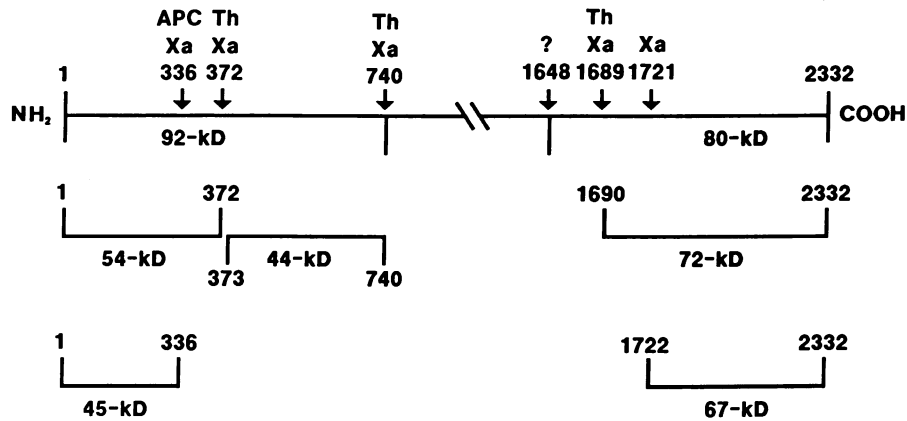 APC Th Th Th
Xa Xa Xa ? Xa Xa
1 336 372 740 1648 1689 1721 2332
NH₂ COOH
92-kD 80-kD
1 372 1690 2332
54-kD 44-kD 72-kD
373 740
1 336 1722 2332
45-kD 67-kD